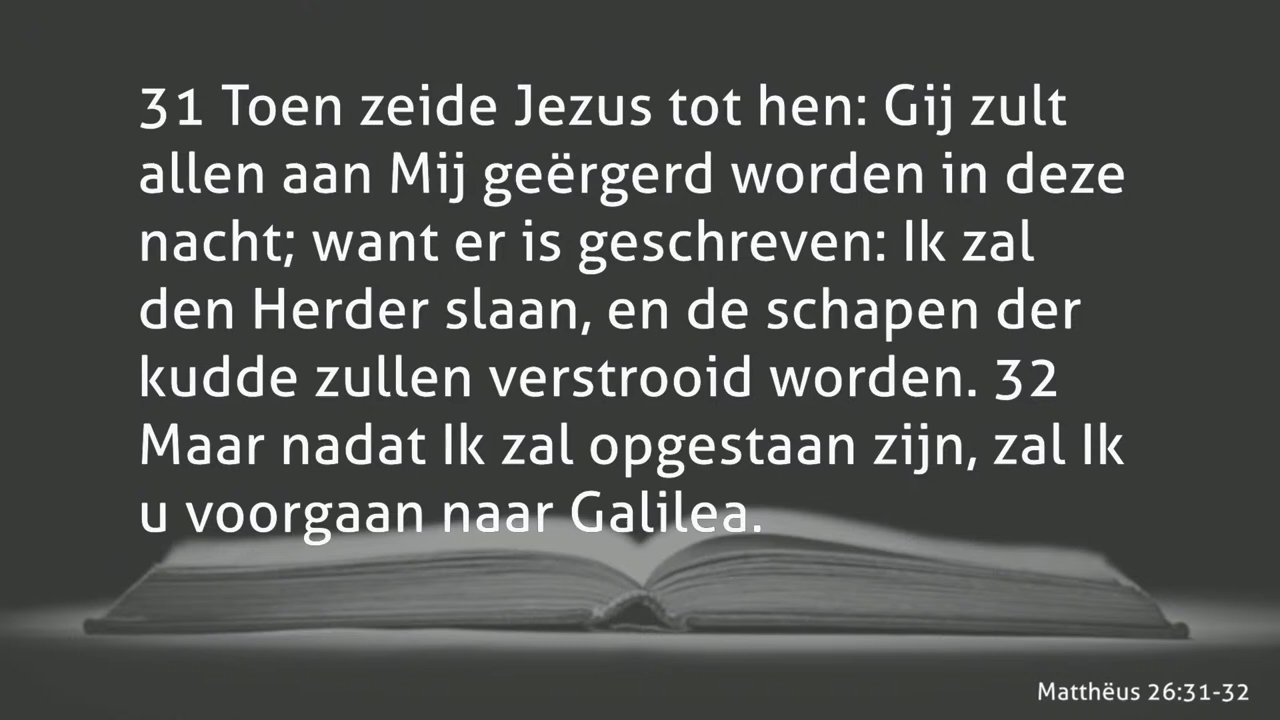 31 Toen zeide Jezus tot hen: Gij zult
allen aan Mij geërgerd worden in deze
nacht; want er is geschreven: Ik zal
den Herder slaan, en de schapen der
kudde zullen verstrooid worden. 32
Maar nadat Ik zal opgestaan zijn, zal Ik
u voorgaan naar Galilea.
Matthëus 26:31-32